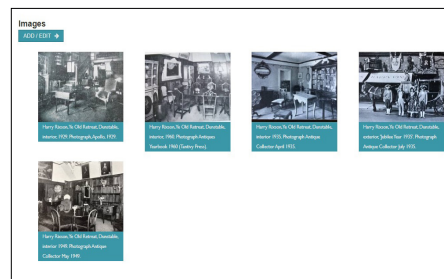 Images
ADD / EDIT →
Harry Rixson, Ye Old Retreat, Dunstable,
interior, 1929. Photograph, Apollo, 1929.
Harry Rixson, Ye Old Retreat, Dunstable,
interior, 1960. Photograph Antiques
Yearbook 1960 (Tantivy Press).
Harry Rixson, Ye Old Retreat, Dunstable,
interior 1935. Photograph Antique
Collector April 1935.
Harry Rixson, Ye Old Retreat, Dunstable,
exterior, 'Jubilee Year 1935'. Photograph
Antique Collector July 1935.
Harry Rixson, Ye Old Retreat, Dunstable,
interior 1949. Photograph Antique
Collector May 1949.